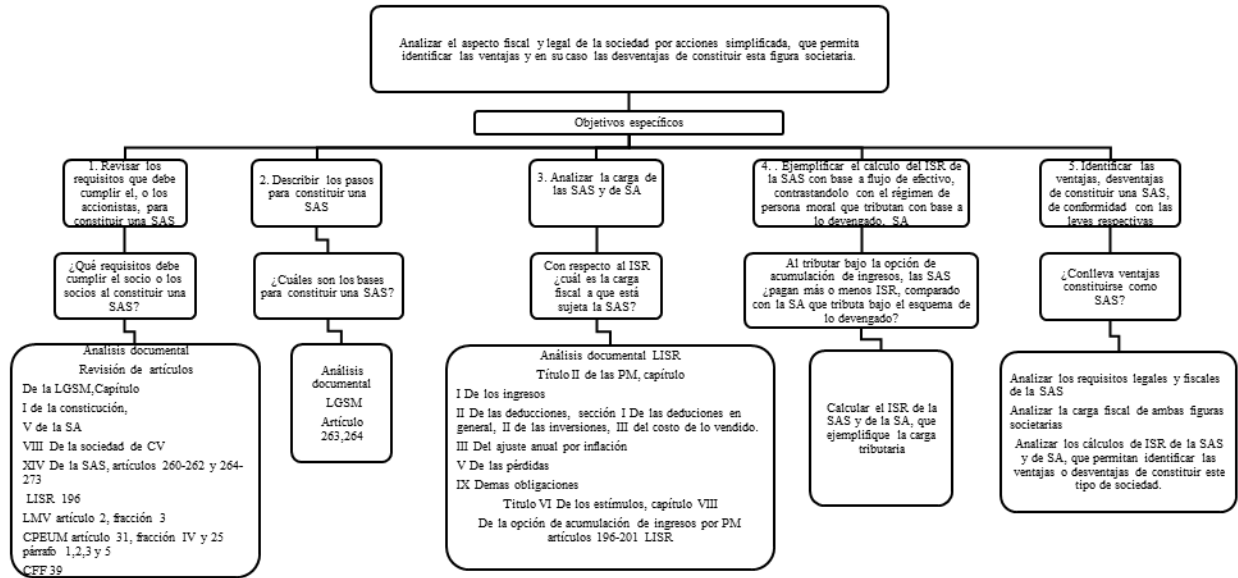 Analizar el aspecto fiscal y legal de la sociedad por acciones simplificada, que permita
identificar las ventajas y en su caso las desventajas de constituir esta figura societaria.
Objetivos específicos
1. Revisar los
requisitos que debe
cumplir el, o los
accionistas, para
constituir una SAS
2. Describir los pasos
para constituir una
SAS
3. Analizar la carga de
las SAS y de SA
4. . Ejemplificar el calculo del ISR de
la SAS con base a flujo de efectivo,
contrastandolo con el régimen de
persona moral que tributan con base a
lo devengado. SA
5. Identificar las
ventajas, desventajas
de constituir una SAS,
de conformidad con las
leyes respectivas
¿Qué requisitos debe
cumplir el socio o los
socios al constituir una
SAS?
¿Cuáles son los bases
para constituir una SAS?
Con respecto al ISR
¿cuál es la carga
fiscal a que está
sujeta la SAS?
Al tributar bajo la opción de
acumulación de ingresos, las SAS
¿pagan más o menos ISR, comparado
con la SA que tributa bajo el esquema de
lo devengado?
¿Conlleva ventajas
constituirse como
SAS?
Análisis documental
Revisión de artículos
De la LGSM,Capítulo
I de la consticución,
V de la SA
VIII De la sociedad de CV
XIV De la SAS, artículos 260-262 y 264-
273
LISR 196
LMV artículo 2, fracción 3
CPEUM artículo 31, fracción IV y 25
párrafo 1,2,3 y 5
CFF 39
Análisis
documental
LGSM
Artículo
263,264
Análisis documental LISR
Título II de las PM, capítulo
I De los ingresos
II De las deducciones, sección I De las deduciones en
general, II de las inversiones, III del costo de lo vendido.
III Del ajuste anual por inflación
V De las pérdidas
IX Demas obligaciones
Titulo VI De los estímulos, capítulo VIII
De la opción de acumulación de ingresos por PM
artículos 196-201 LISR
Calcular el ISR de la
SAS y de la SA, que
ejemplifique la carga
tributaria
Analizar los requisitos legales y fiscales
de la SAS
Analizar la carga fiscal de ambas figuras
societarias
Analizar los cálculos de ISR de la SAS
y de SA, que permitan identificar las
ventajas o desventajas de constituir este
tipo de sociedad.